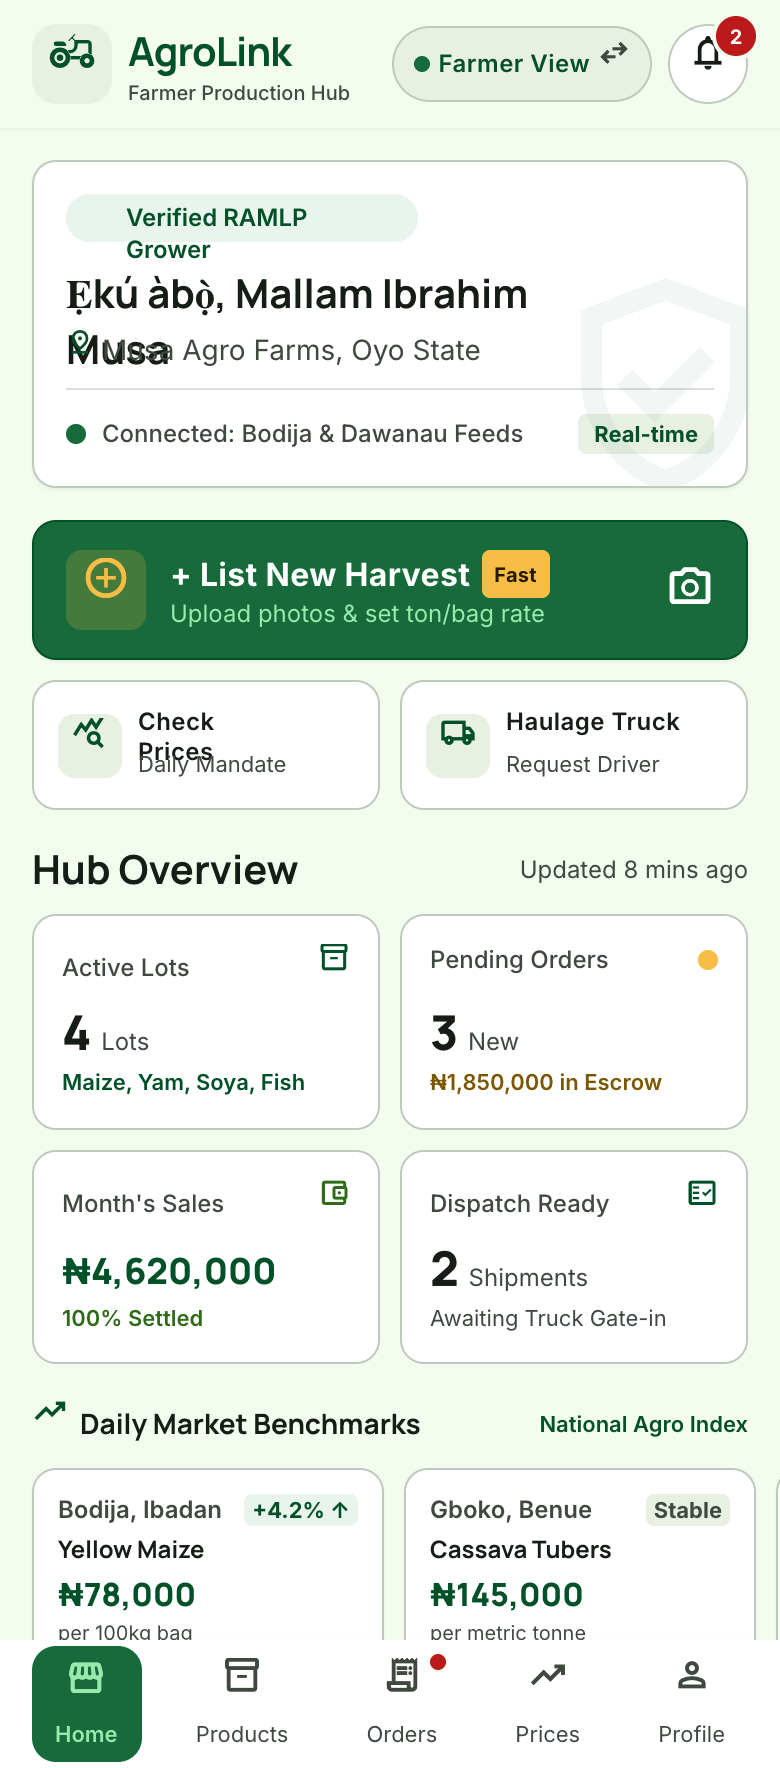 AgroLink
Farmer Production Hub
Farmer View
2
Verified RAMLP
Grower
Ẹkú àbọ̀, Mallam Ibrahim
Musa
Musa Agro Farms, Oyo State
Connected: Bodija & Dawanau Feeds
Real-time
+ List New Harvest
Fast
Upload photos & set ton/bag rate
Check
Prices
Daily Mandate
Haulage Truck
Request Driver
Hub Overview
Updated 8 mins ago
Active Lots
4 Lots
Maize, Yam, Soya, Fish
Pending Orders
3 New
₦1,850,000 in Escrow
Month's Sales
₦4,620,000
100% Settled
Dispatch Ready
2 Shipments
Awaiting Truck Gate-in
Daily Market Benchmarks
National Agro Index
Bodija, Ibadan
+4.2% ↑
Yellow Maize
₦78,000
per 100kg bag
Gboko, Benue
Stable
Cassava Tubers
₦145,000
per metric tonne
Home
Products
Orders
Prices
Profile